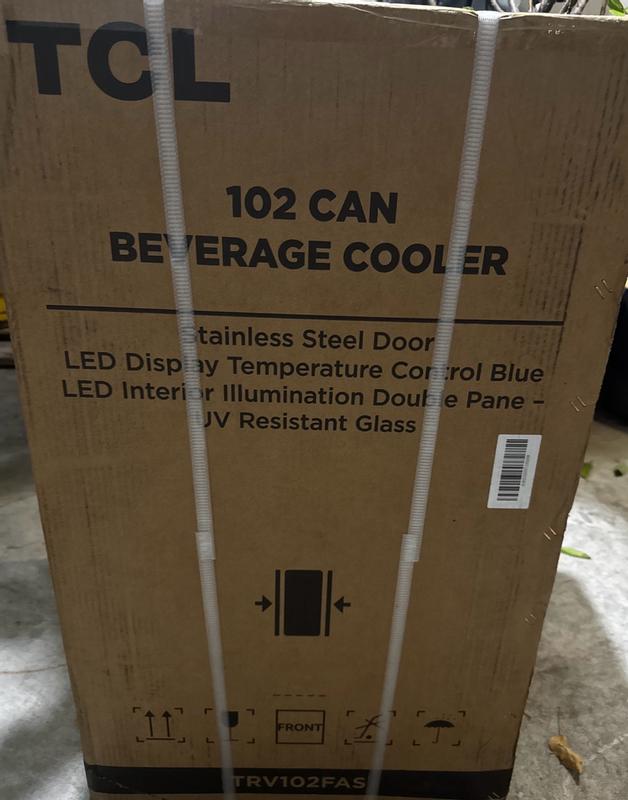 TCL
102 CAN
BEVERAGE COOLER
Stainless Steel Door
LED Display Temperature Control Blue
LED Interior Illumination Double Pane –
UV Resistant Glass
FRONT
TRV102FAS